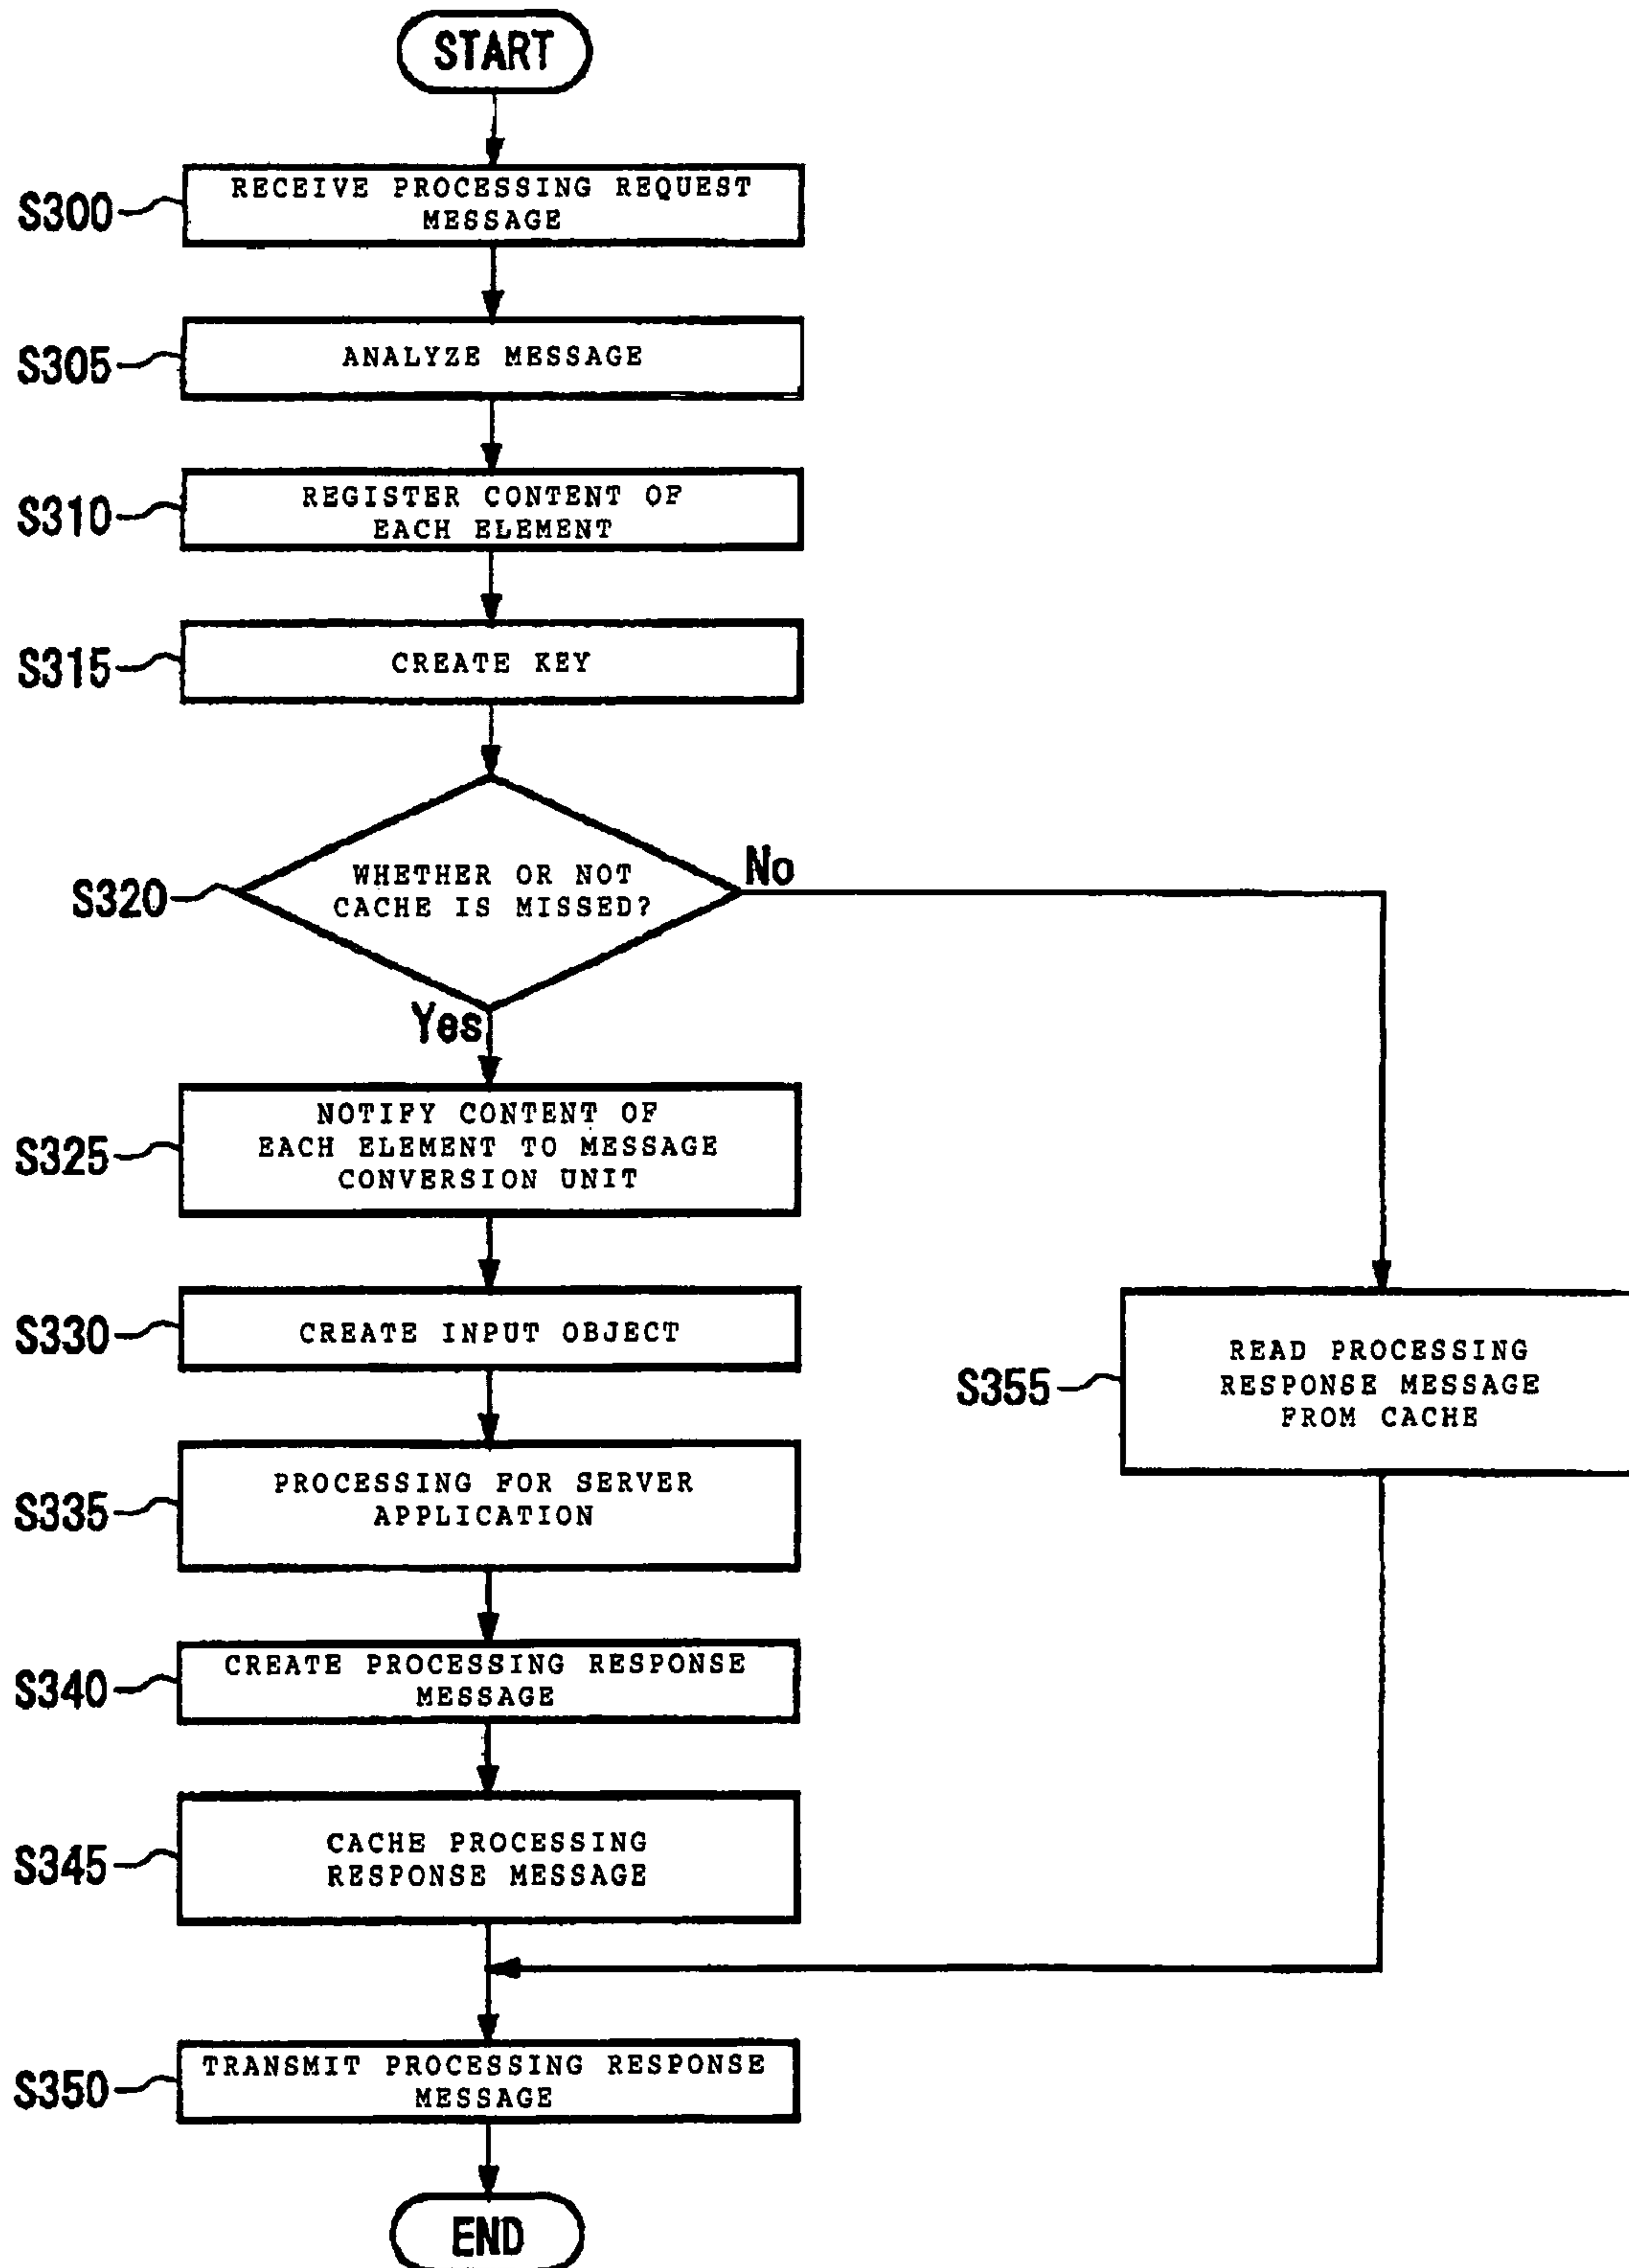 START
S300
RECEIVE PROCESSING REQUEST
MESSAGE
S305
ANALYZE MESSAGE
S310
REGISTER CONTENT OF
EACH ELEMENT
S315
CREATE KEY
S320
WHETHER OR NOT
CACHE IS MISSED?
No
Yes
S325
NOTIFY CONTENT OF
EACH ELEMENT TO MESSAGE
CONVERSION UNIT
S330
CREATE INPUT OBJECT
S355
READ PROCESSING
RESPONSE MESSAGE
FROM CACHE
S335
PROCESSING FOR SERVER
APPLICATION
S340
CREATE PROCESSING RESPONSE
MESSAGE
S345
CACHE PROCESSING
RESPONSE MESSAGE
S350
TRANSMIT PROCESSING RESPONSE
MESSAGE
END